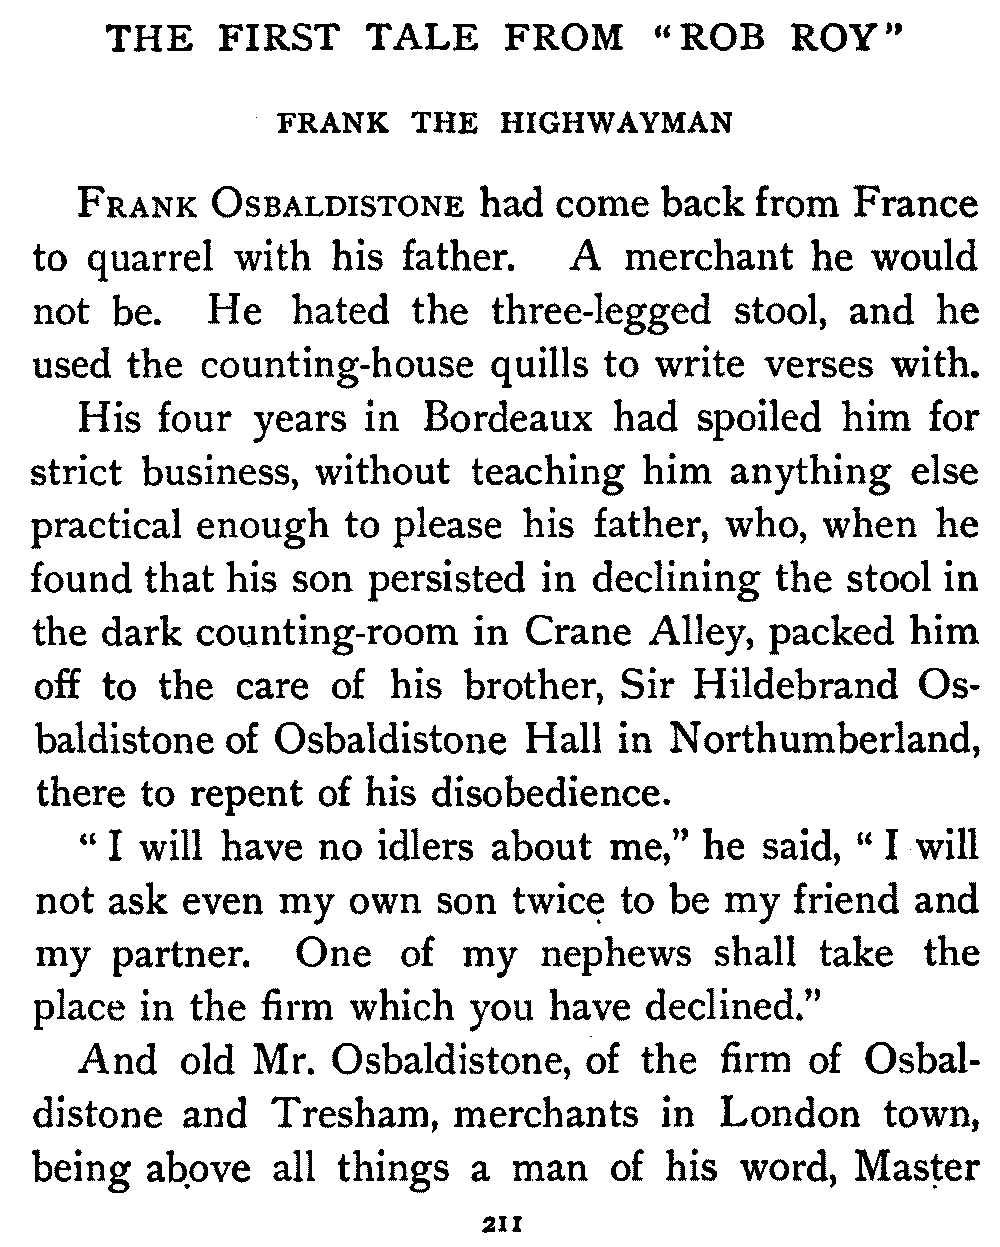 THE FIRST TALE FROM "ROB ROY"
FRANK THE HIGHWAYMAN
FRANK OSBALDISTONE had come back from France
to quarrel with his father. A merchant he would
not be. He hated the three-legged stool, and he
used the counting-house quills to write verses with.
His four years in Bordeaux had spoiled him for
strict business, without teaching him anything else
practical enough to please his father, who, when he
found that his son persisted in declining the stool in
the dark counting-room in Crane Alley, packed him
off to the care of his brother, Sir Hildebrand Os-
baldistone of Osbaldistone Hall in Northumberland,
there to repent of his disobedience.
"I will have no idlers about me," he said, "I will
not ask even my own son twice to be my friend and
my partner. One of my nephews shall take the
place in the firm which you have declined."
And old Mr. Osbaldistone, of the firm of Osbal-
distone and Tresham, merchants in London town,
being above all things a man of his word, Master
211